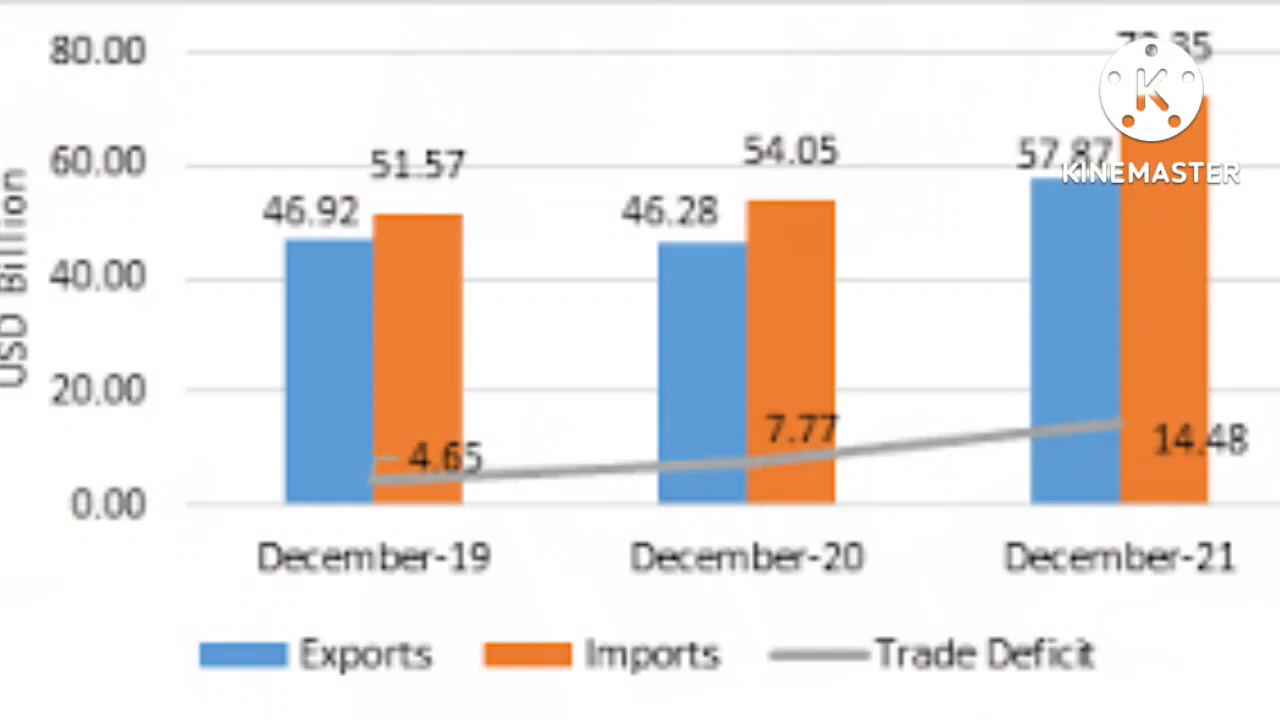 80.00
60.00
40.00
20.00
0.00
USD Billion
46.92
51.57
4.65
46.28
54.05
7.77
57.87
14.48
K
KINEMASTER
December-19
December-20
December-21
Exports
Imports
Trade Deficit